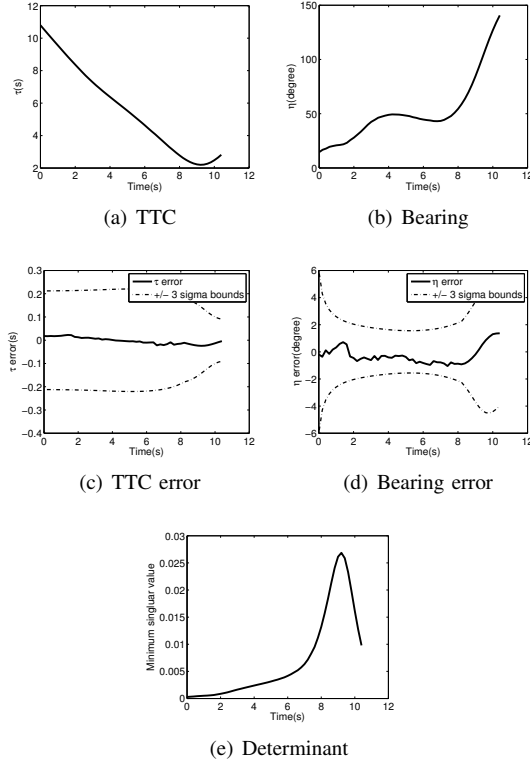 12
10
8
6
4
2
0 2 4 6 8 10 12
τ(s)
Time(s)
(a) TTC
150
100
50
0
0 2 4 6 8 10 12
η(degree)
Time(s)
(b) Bearing
0.3
0.2
0.1
0
−0.1
−0.2
−0.3
−0.4
0 2 4 6 8 10 12
τ error(s)
Time(s)
τ error
+/− 3 sigma bounds
(c) TTC error
6
4
2
0
−2
−4
−6
0 2 4 6 8 10 12
η error(degree)
Time(s)
η error
+/− 3 sigma bounds
(d) Bearing error
0.03
0.025
0.02
0.015
0.01
0.005
0
0 2 4 6 8 10 12
Minimum singluar value
Time(s)
(e) Determinant